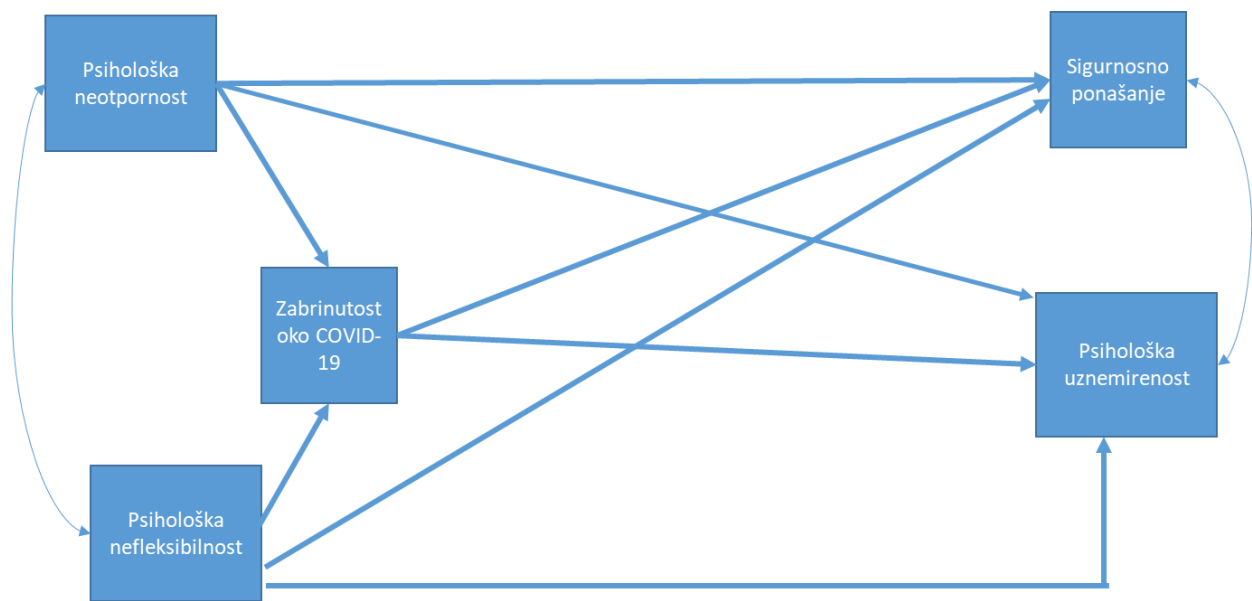 Psihološka
neotpornost
Sigurnosno
ponašanje
Zabrinutost
oko COVID-
19
Psihološka
uznemirenost
Psihološka
nefleksibilnost